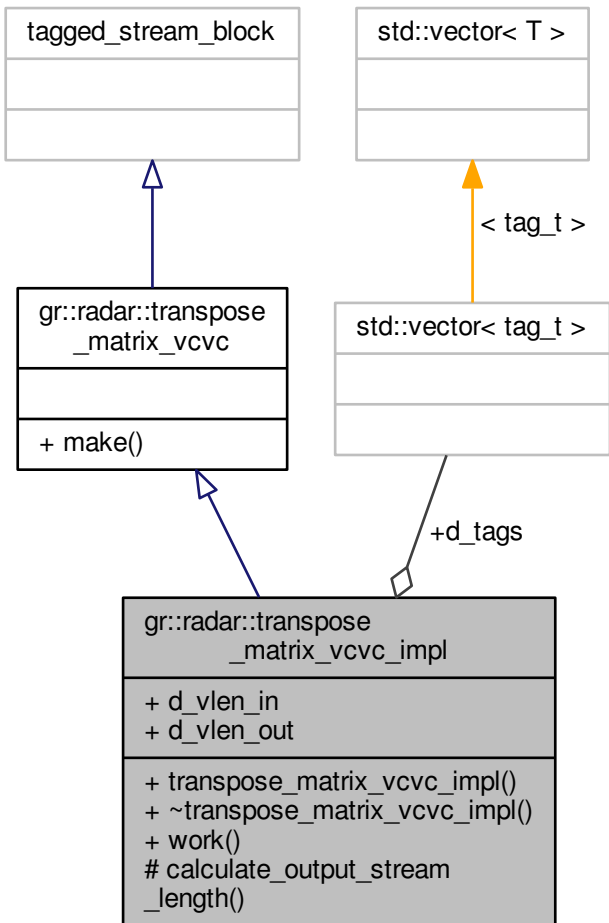 tagged_stream_block
std::vector< T >
< tag_t >
gr::radar::transpose
_matrix_vcvc
+ make()
std::vector< tag_t >
+d_tags
gr::radar::transpose
_matrix_vcvc_impl
+ d_vlen_in
+ d_vlen_out
+ transpose_matrix_vcvc_impl()
+ ~transpose_matrix_vcvc_impl()
+ work()
# calculate_output_stream
_length()